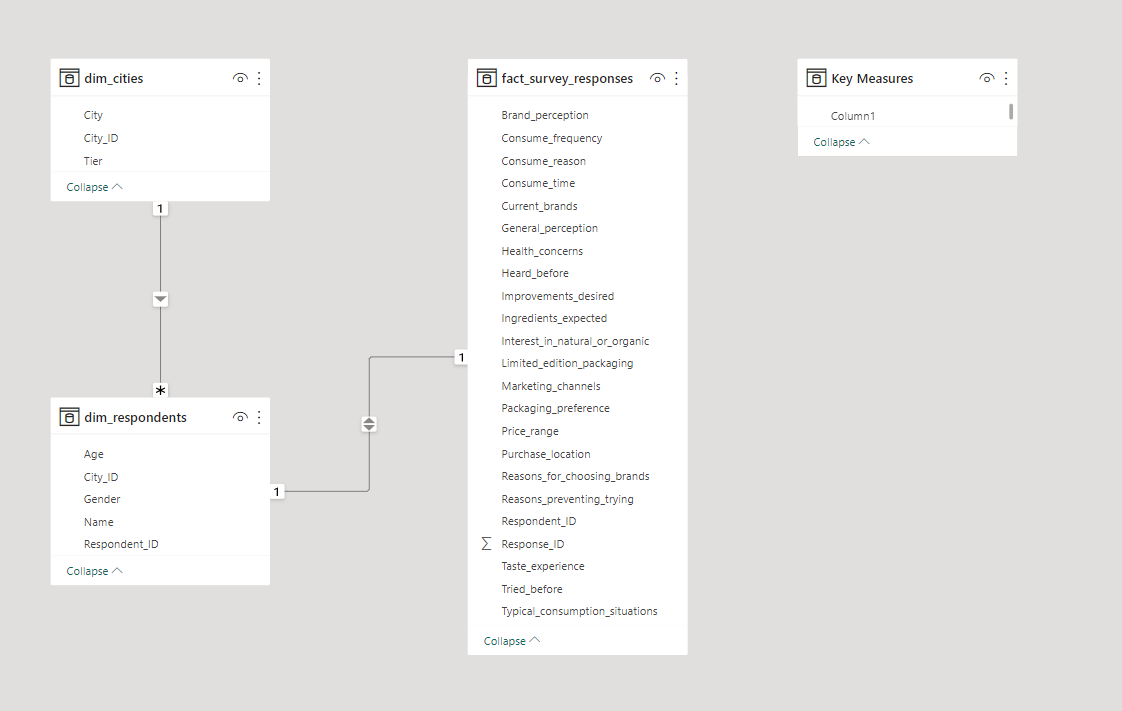 dim_cities
City
City_ID
Tier
Collapse
1
*
dim_respondents
Age
City_ID
Gender
Name
Respondent_ID
Collapse
1
1
fact_survey_responses
Brand_perception
Consume_frequency
Consume_reason
Consume_time
Current_brands
General_perception
Health_concerns
Heard_before
Improvements_desired
Ingredients_expected
Interest_in_natural_or_organic
Limited_edition_packaging
Marketing_channels
Packaging_preference
Price_range
Purchase_location
Reasons_for_choosing_brands
Reasons_preventing_trying
Respondent_ID
∑ Response_ID
Taste_experience
Tried_before
Typical_consumption_situations
Collapse
Key Measures
Column1
Collapse